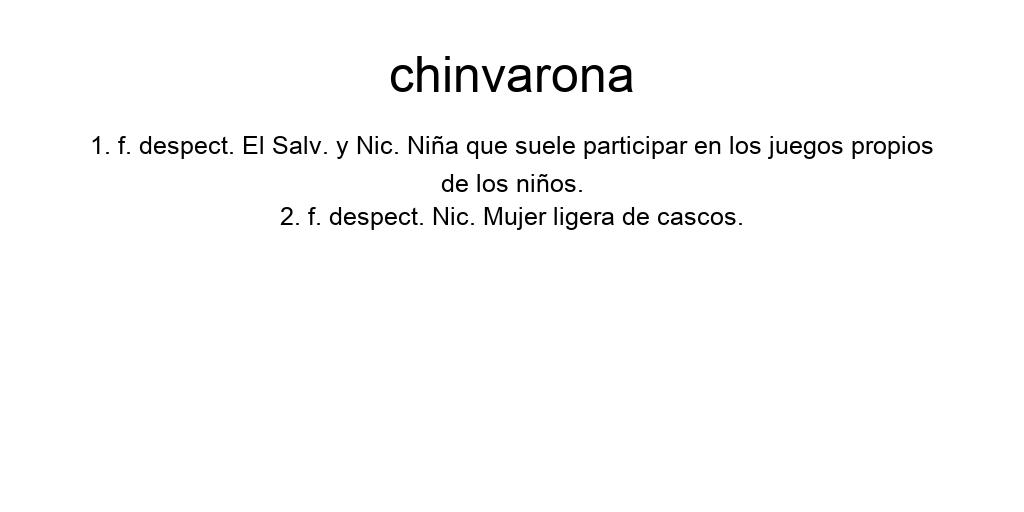 chinvarona
1. f. despect. El Salv. y Nic. Niña que suele participar en los juegos propios
de los niños.
2. f. despect. Nic. Mujer ligera de cascos.